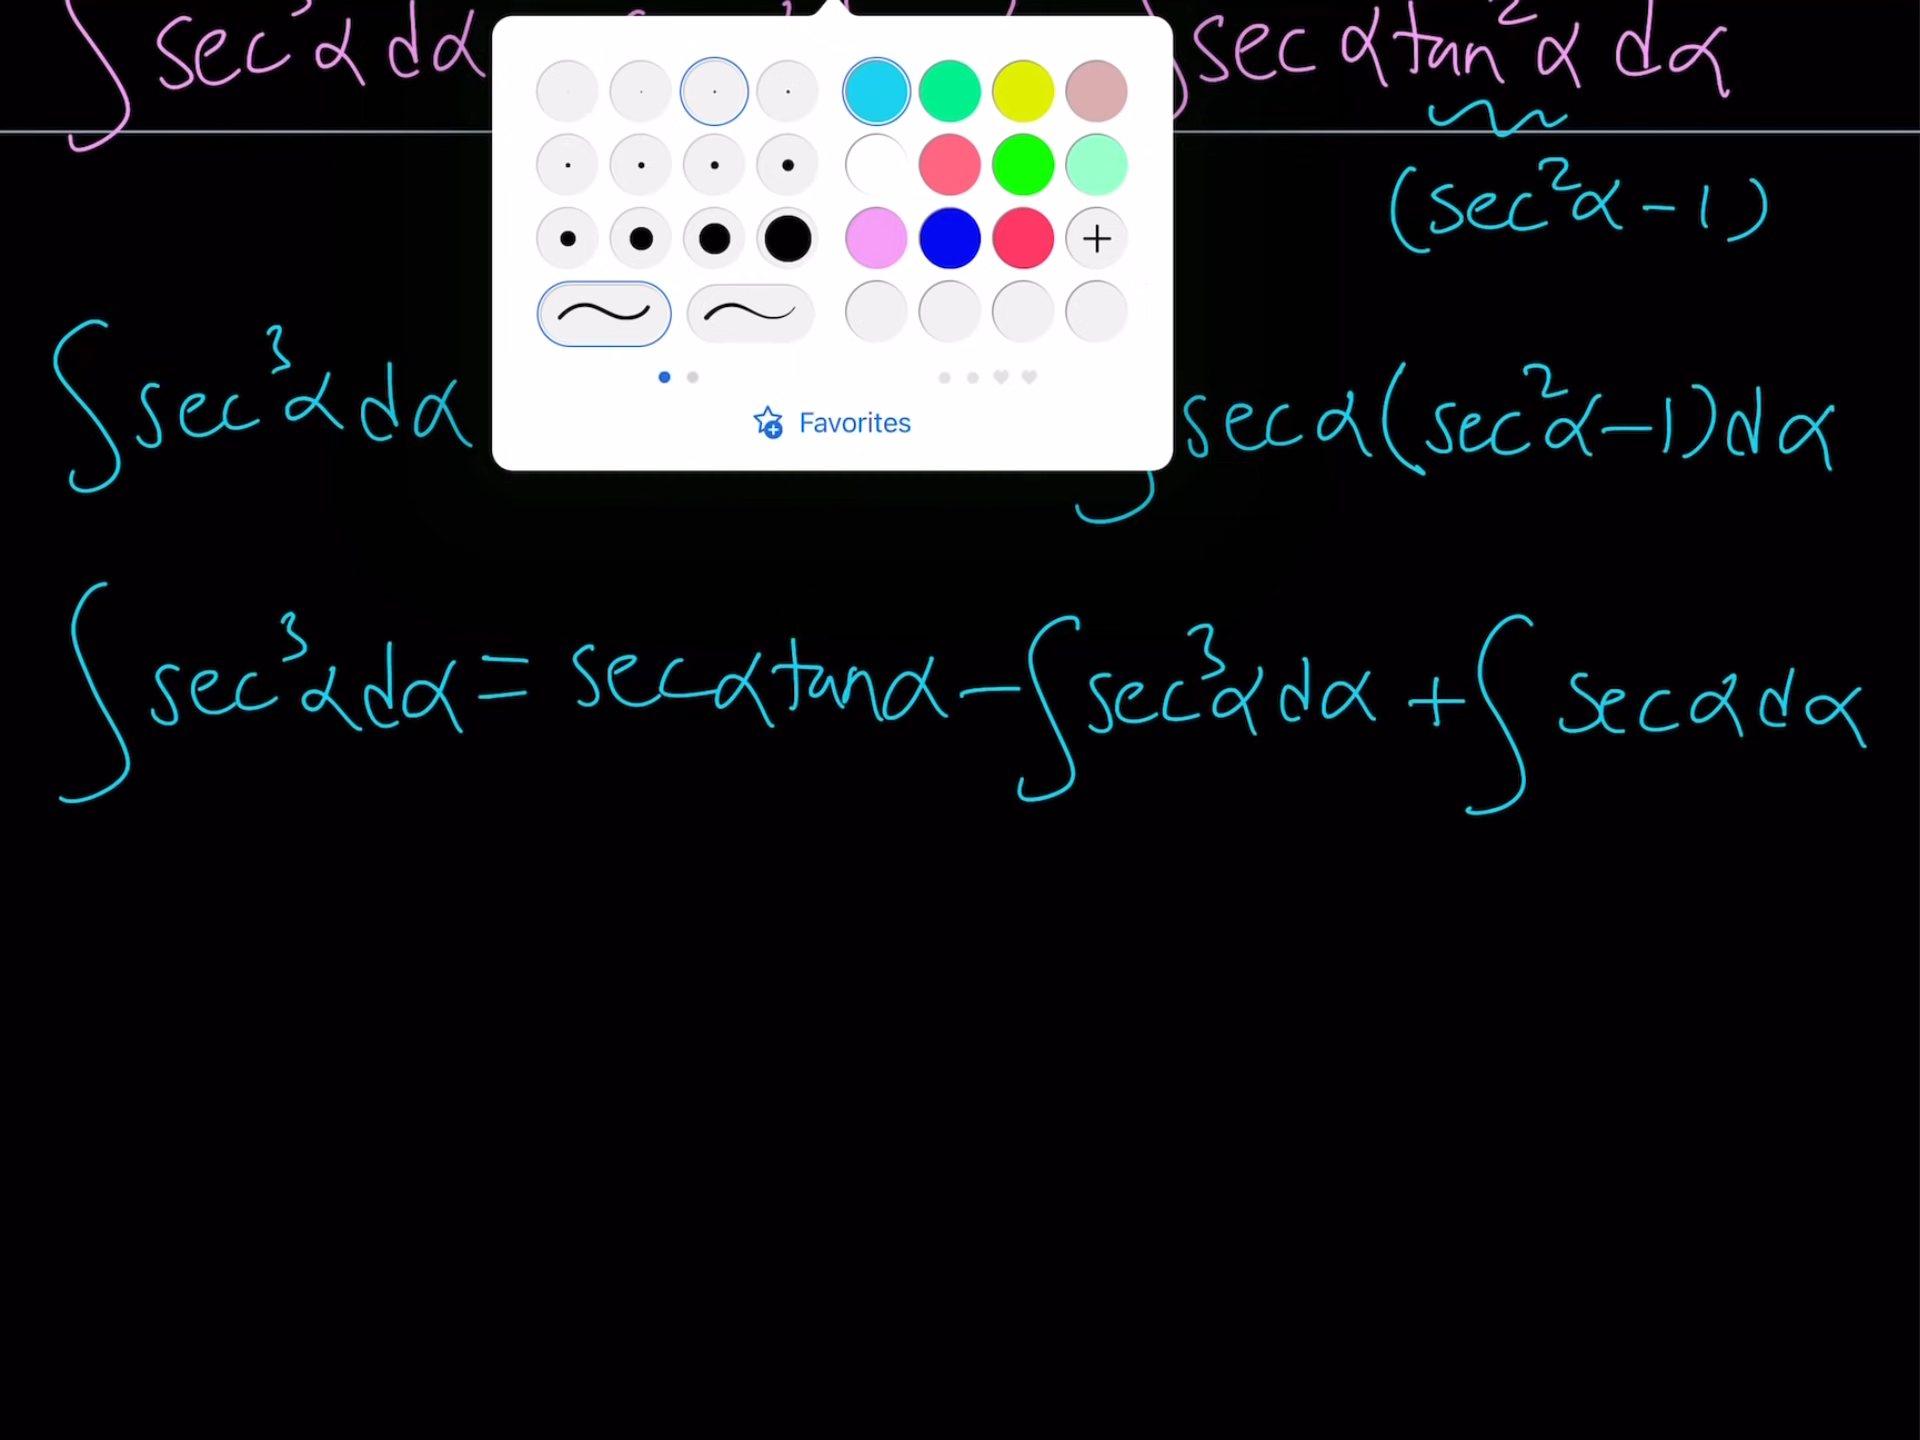 ∫ sec³α dα ∫ sec α tan²α dα
(sec²α − 1)
∫ sec³α dα ∫ sec α (sec²α − 1) dα
Favorites
∫ sec³α dα = sec α tan α − ∫ sec³α dα + ∫ sec α dα